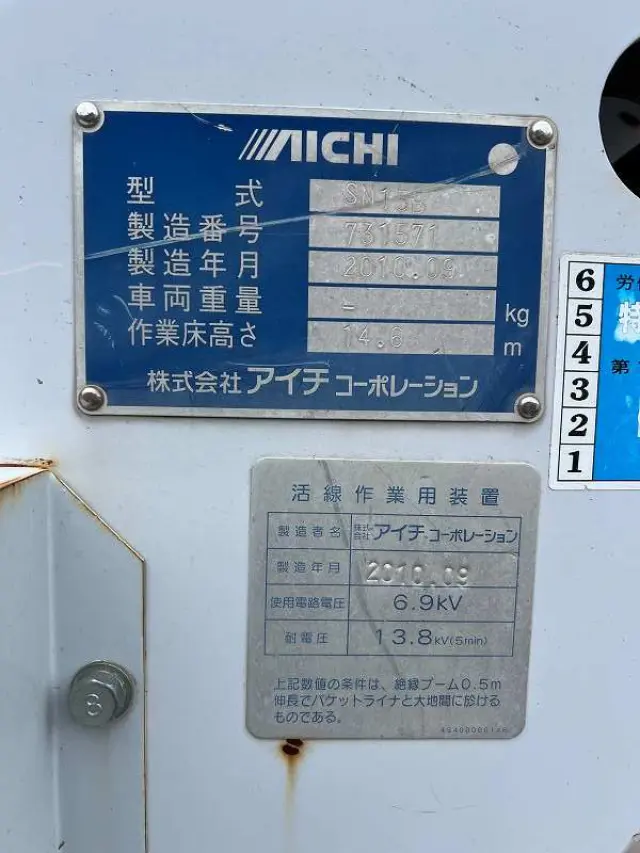 AICHI
型式 SN15B
製造番号 731571
製造年月 2010.09
車両重量 - kg
作業床高さ 14.6 m
株式会社 アイチ コーポレーション
6 労
5 特
4
3 第
2
1
活線作業用装置
製造者名 株式会社 アイチ コーポレーション
製造年月 2010.09
使用電路電圧 6.9kV
耐電圧 13.8kV(5min)
上記数値の条件は、絶縁ブーム0.5m
伸長でバケットライナと大地間に於ける
ものである。